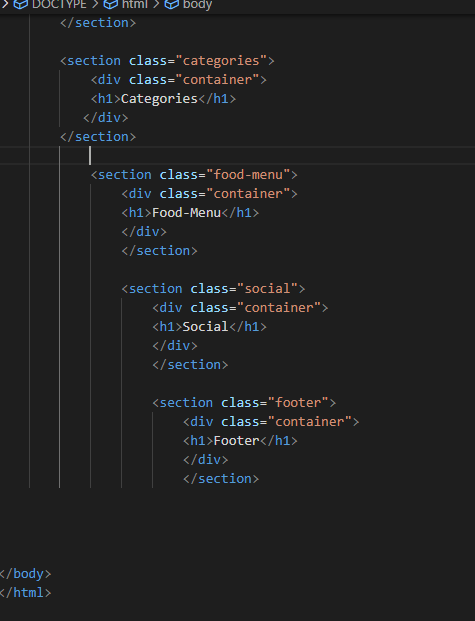 > DOCTYPE > html > body
</section>
<section class="categories">
<div class="container">
<h1>Categories</h1>
</div>
</section>
<section class="food-menu">
<div class="container">
<h1>Food-Menu</h1>
</div>
</section>
<section class="social">
<div class="container">
<h1>Social</h1>
</div>
</section>
<section class="footer">
<div class="container">
<h1>Footer</h1>
</div>
</section>
</body>
</html>